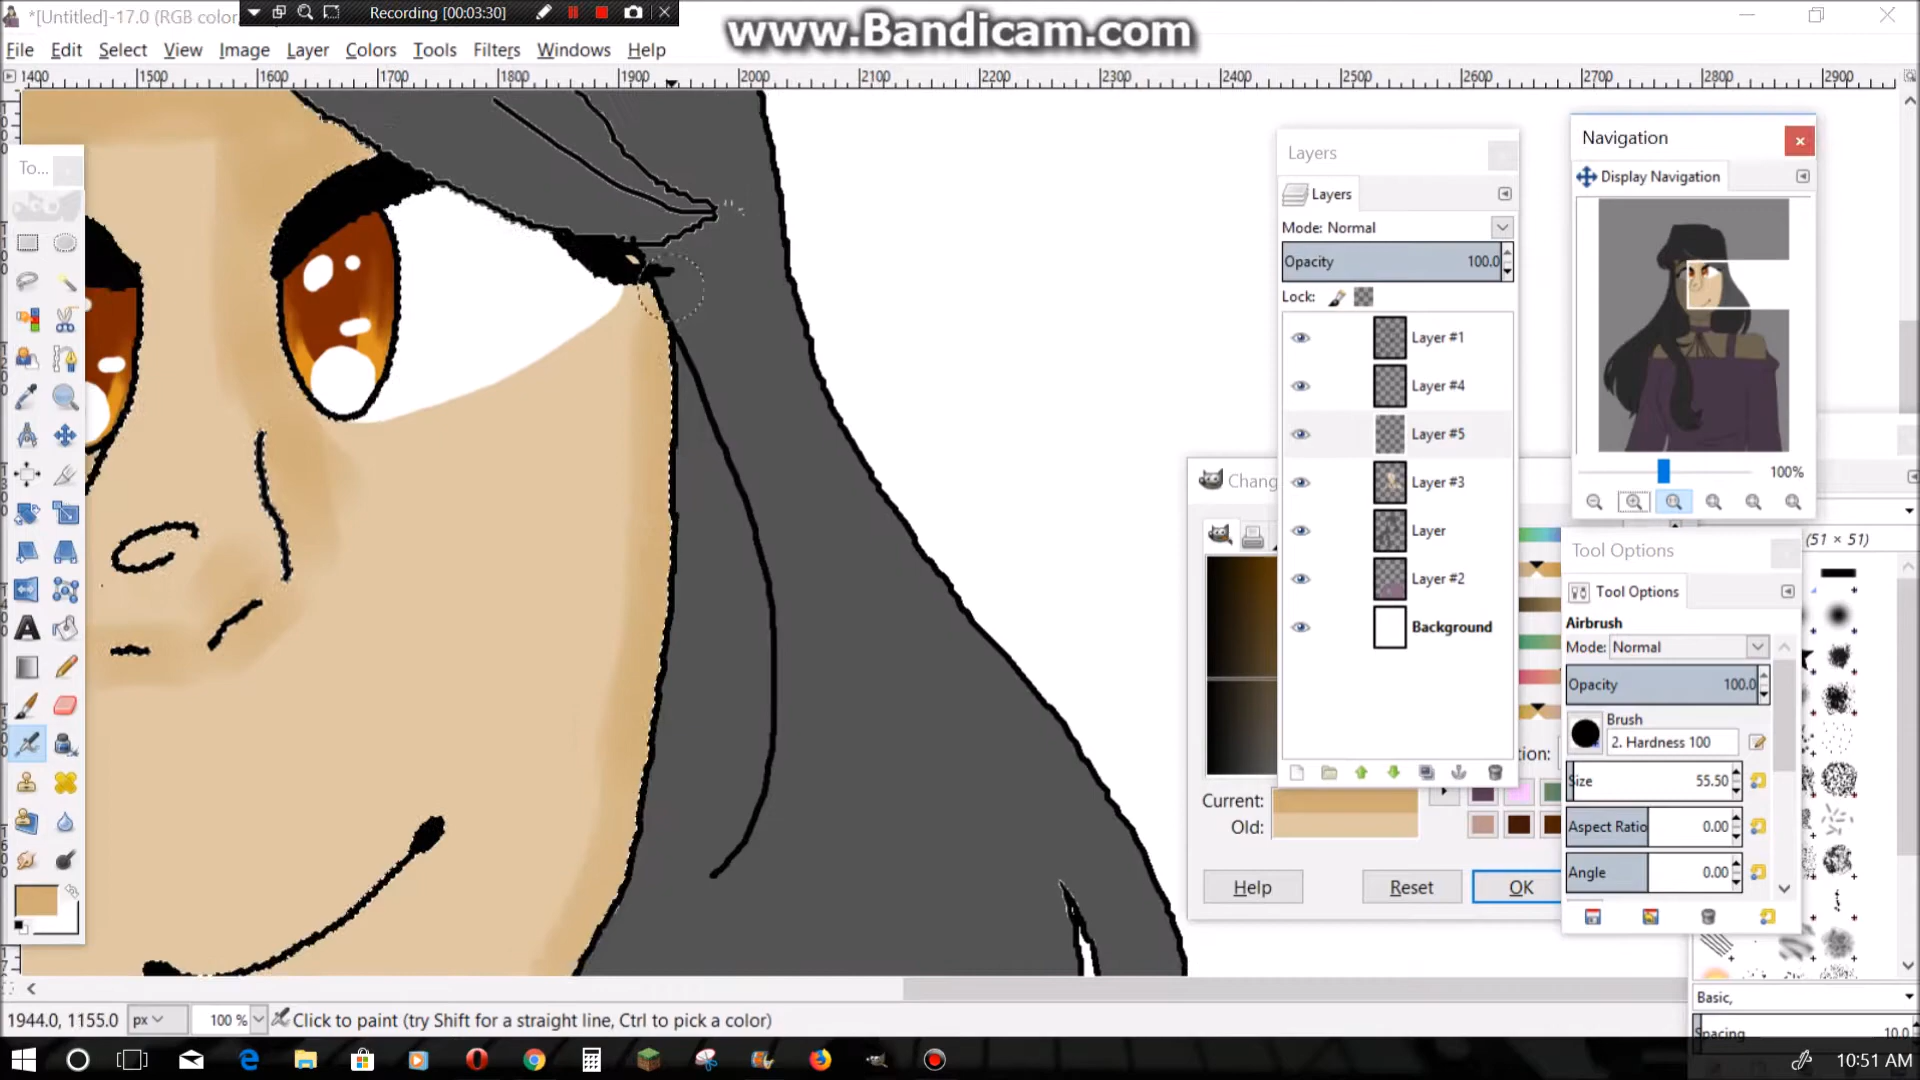 *[Untitled]-17.0 (RGB color,
Recording [00:03:30]
www.Bandicam.com
File Edit Select View Image Layer Colors Tools Filters Windows Help
1400 1500 1600 1700 1800 1900 2000 2100 2200 2300 2400 2500 2600 2700 2800 2900
To...
Layers
Layers
Mode: Normal
Opacity 100.0
Lock:
Layer #1
Layer #4
Layer #5
Layer #3
Layer
Layer #2
Background
Navigation
Display Navigation
100%
Chang
Current:
Old:
tion:
Help Reset OK
(51 × 51)
Tool Options
Tool Options
Airbrush
Mode: Normal
Opacity 100.0
Brush
2. Hardness 100
Size 55.50
Aspect Ratio 0.00
Angle 0.00
Basic,
Spacing 10.0
1944.0, 1155.0 px 100 % Click to paint (try Shift for a straight line, Ctrl to pick a color)
10:51 AM